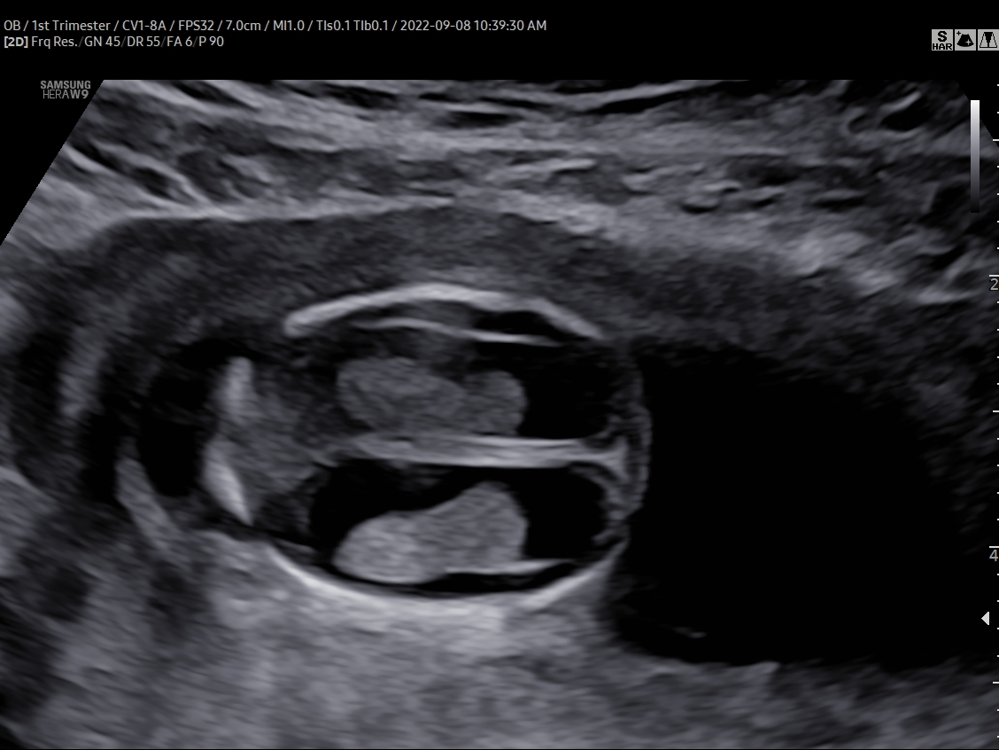 OB / 1st Trimester / CV1-8A / FPS32 / 7.0cm / MI1.0 / TIs0.1 TIb0.1 / 2022-09-08 10:39:30 AM
[2D] Frq Res./GN 45/DR 55/FA 6/P 90
S
HAR
SAMSUNG
HERA W9
2
4